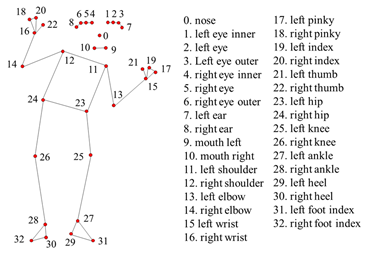 18 20 22 16 14
6 5 4 1 2 3
8 7
0
10 9
12 11
21 19 17 15
13
24 23
26 25
28 27
32 30 29 31
0. nose
1. left eye inner
2. left eye
3. Left eye outer
4. right eye inner
5. right eye
6. right eye outer
7. left ear
8. right ear
9. mouth left
10. mouth right
11. left shoulder
12. right shoulder
13. left elbow
14. right elbow
15 left wrist
16. right wrist
17. left pinky
18. right pinky
19. left index
20. right index
21. left thumb
22. right thumb
23. left hip
24. right hip
25. left knee
26. right knee
27. left ankle
28. right ankle
29. left heel
30. right heel
31. left foot index
32. right foot index